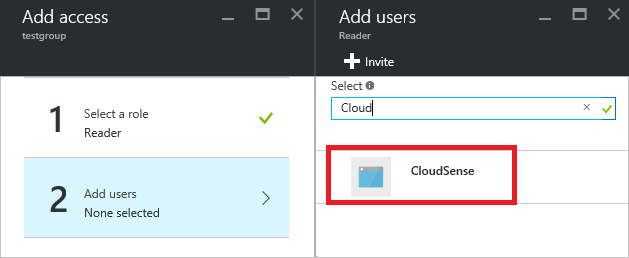 Add access
testgroup
1
Select a role
Reader
2
Add users
None selected
Add users
Reader
Invite
Select
Cloud
CloudSense